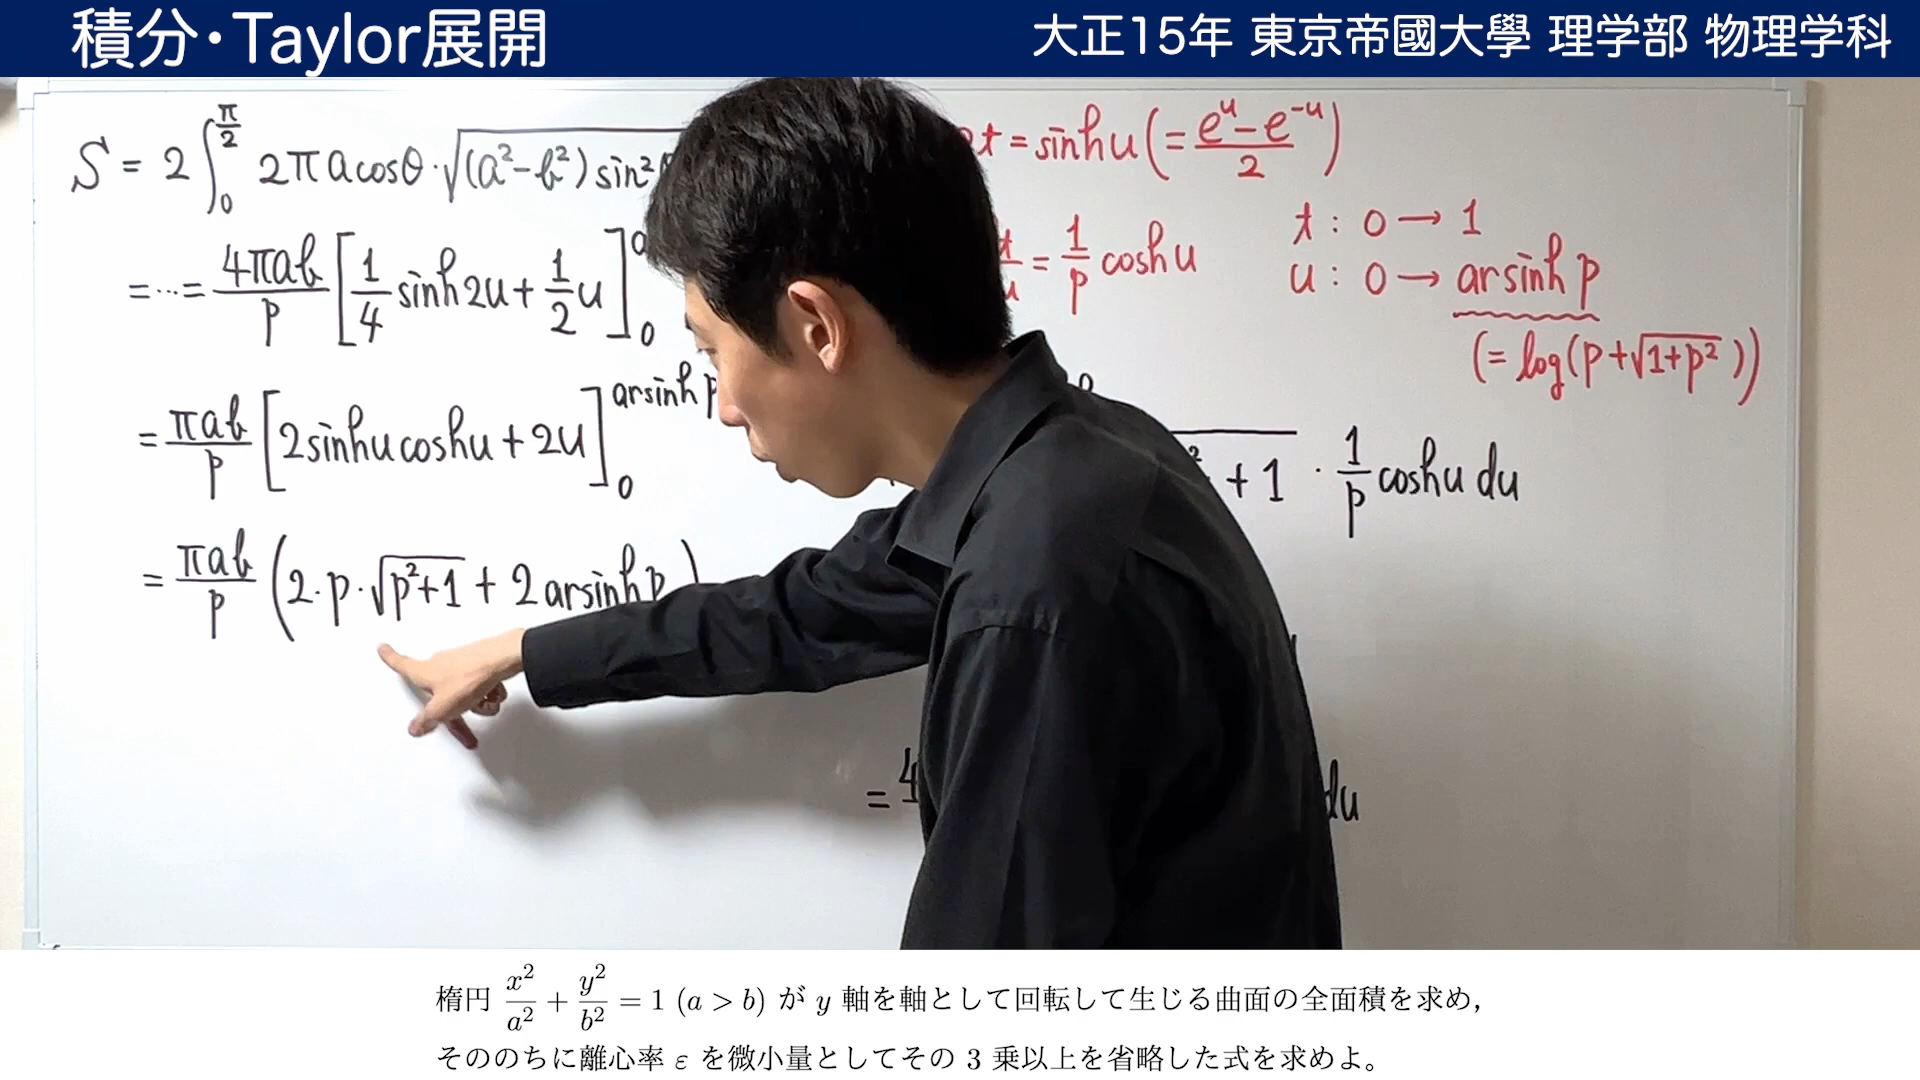 積分・Taylor展開
大正15年 東京帝國大學 理学部 物理学科
S = 2 ∫₀^{π/2} 2πa cosθ·√(a²-b²) sin²
= ⋯ = 4πab/p [1/4 sinh2u + 1/2 u]₀
= πab/p [2sinhu coshu + 2u]₀^{arsinh p}
= πab/p (2·p·√(p²+1) + 2 arsinh p)
t = sinhu (= (e^u - e^{-u})/2)
= 1/p coshu
t : 0 → 1
u : 0 → arsinh p
(= log(p + √(1+p²)))
+ 1 · 1/p coshu du
= 4
du
楕円 x²/a² + y²/b² = 1 (a > b) が y 軸を軸として回転して生じる曲面の全面積を求め，
そののちに離心率 ε を微小量としてその 3 乗以上を省略した式を求めよ。